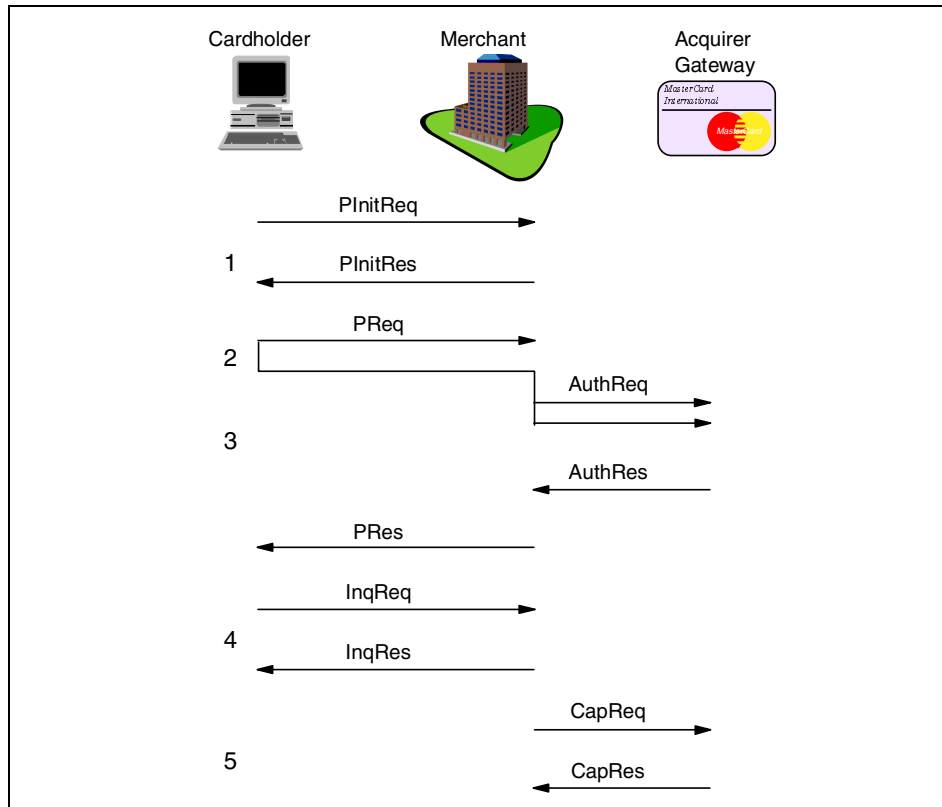 Cardholder
Merchant
Acquirer
Gateway
MasterCard
International
MasterCard
PInitReq
1
PInitRes
PReq
2
AuthReq
3
AuthRes
PRes
InqReq
4
InqRes
CapReq
5
CapRes